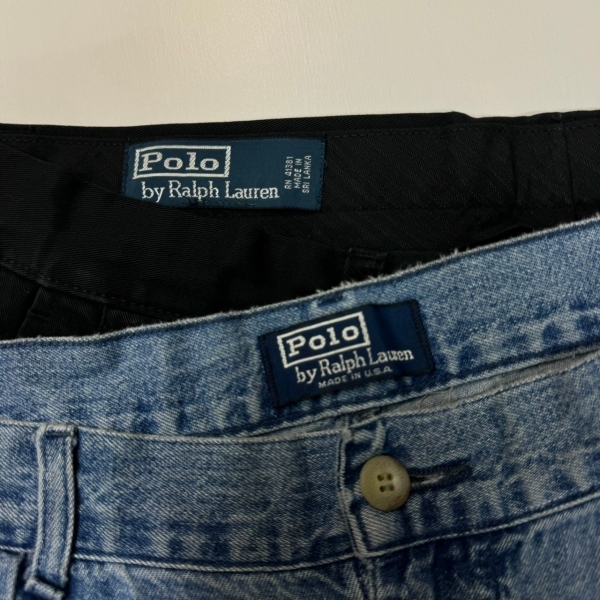 Polo
by Ralph Lauren
RN 41381
MADE IN
SRI LANKA
Polo
by Ralph Lauren
MADE IN U.S.A.